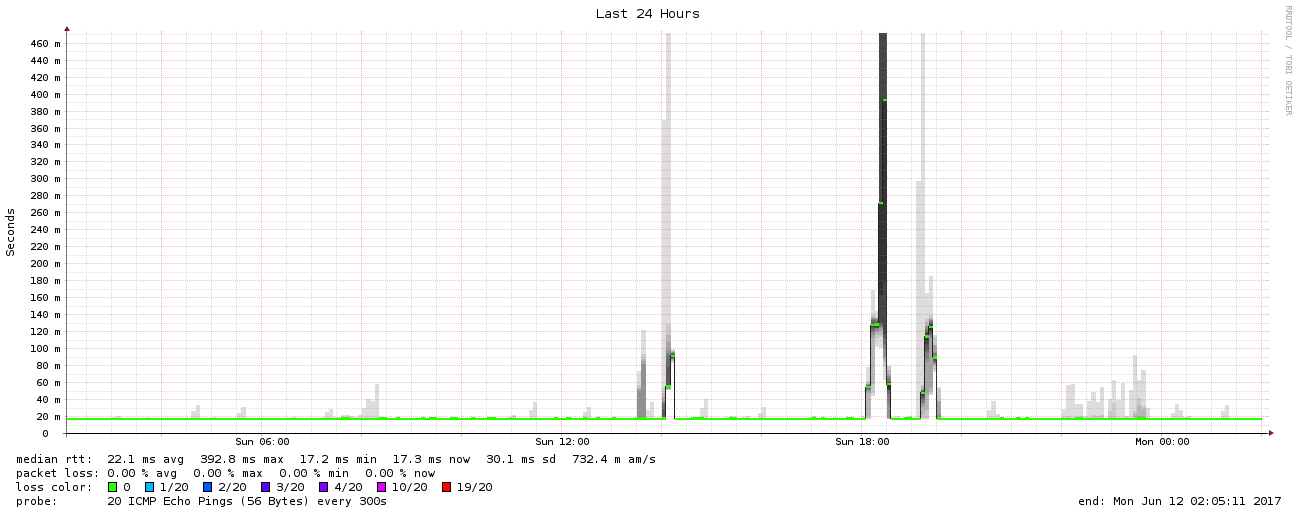 Last 24 Hours
RRDTOOL / TOBI OETIKER
Seconds
460 m
440 m
420 m
400 m
380 m
360 m
340 m
320 m
300 m
280 m
260 m
240 m
220 m
200 m
180 m
160 m
140 m
120 m
100 m
80 m
60 m
40 m
20 m
0
Sun 06:00 Sun 12:00 Sun 18:00 Mon 00:00
median rtt: 22.1 ms avg 392.8 ms max 17.2 ms min 17.3 ms now 30.1 ms sd 732.4 m am/s
packet loss: 0.00 % avg 0.00 % max 0.00 % min 0.00 % now
loss color: 0 1/20 2/20 3/20 4/20 10/20 19/20
probe: 20 ICMP Echo Pings (56 Bytes) every 300s end: Mon Jun 12 02:05:11 2017